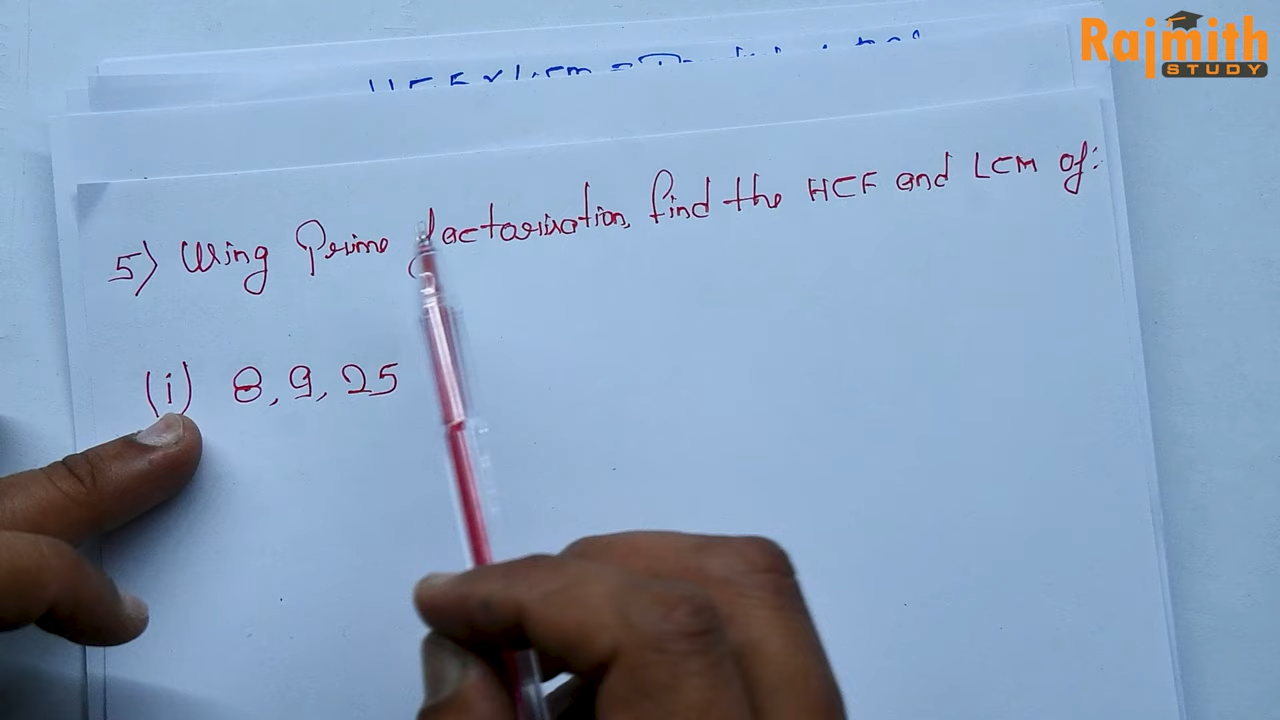 Rajmith
STUDY
5) Using Prime factorisation, find the HCF and LCM of:
(i) 8, 9, 25